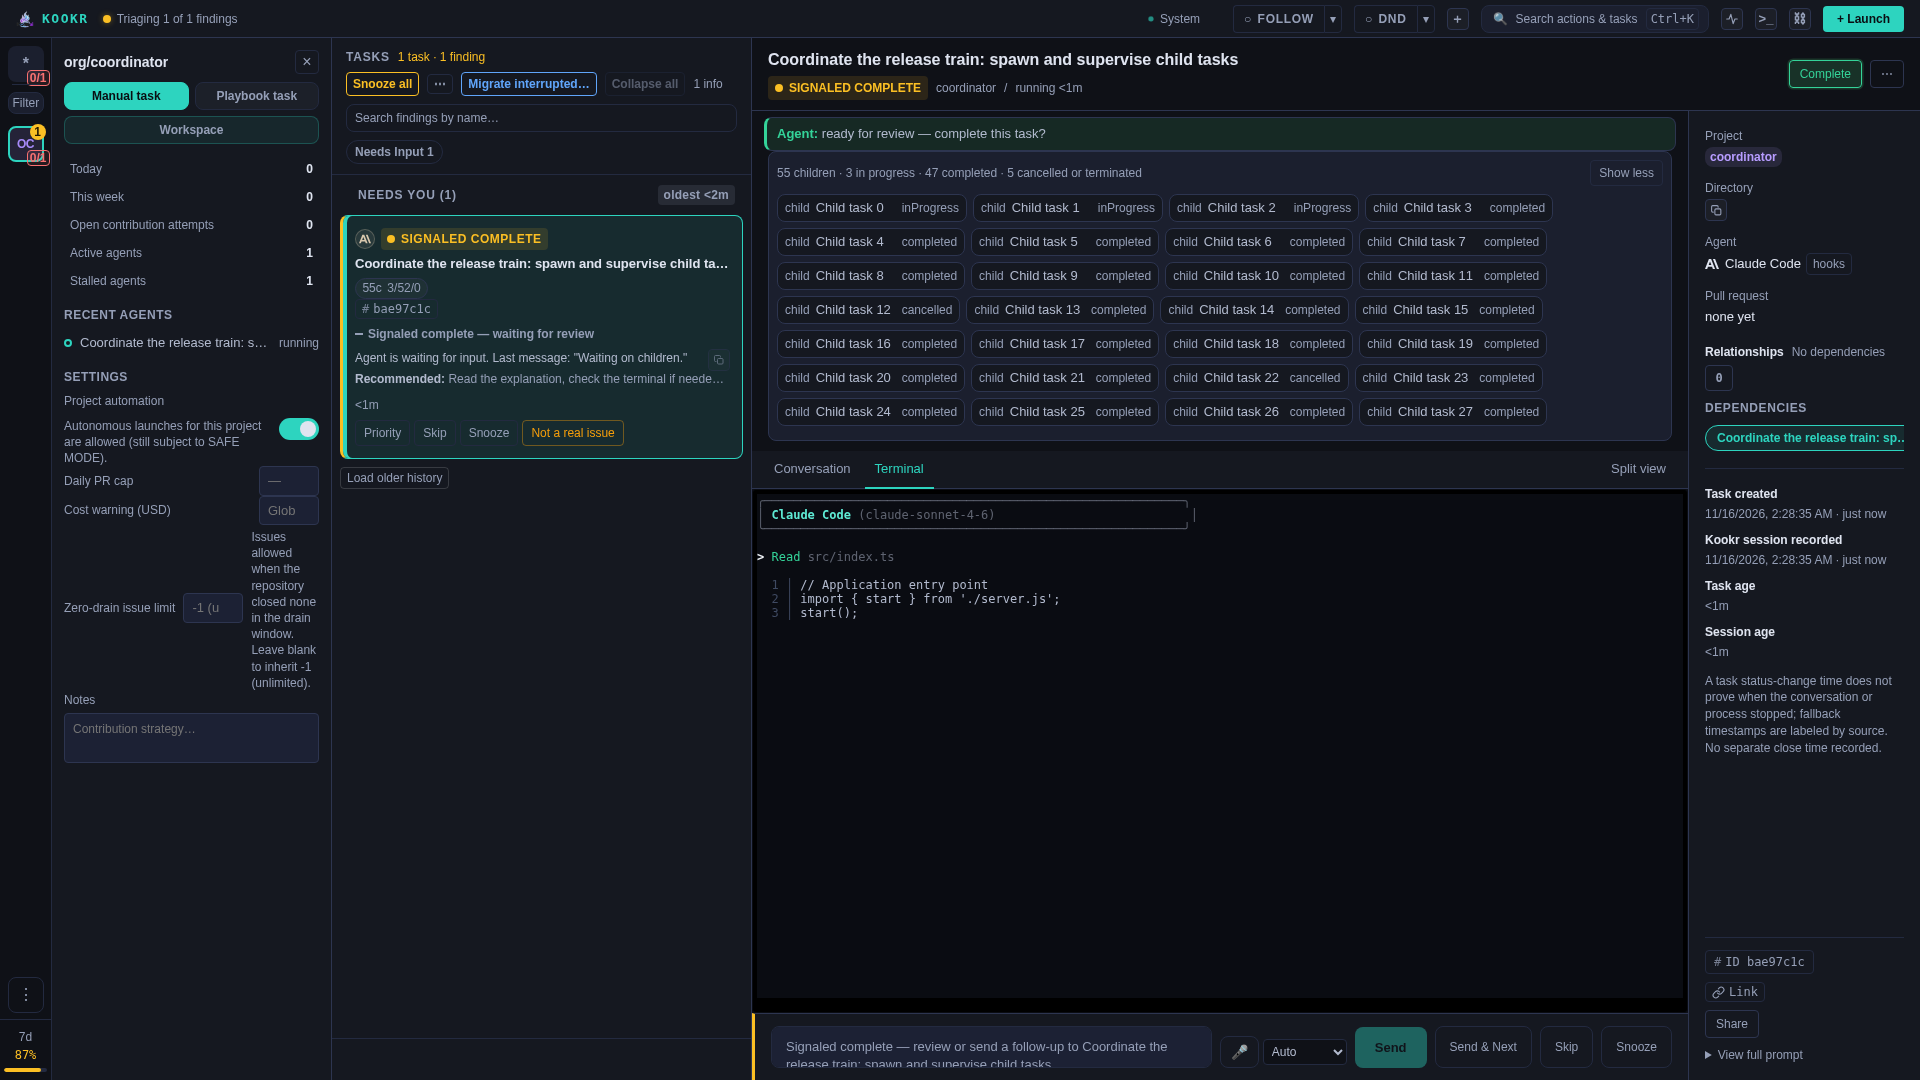 KOOKR
Triaging 1 of 1 findings
System
○ FOLLOW ▾
○ DND ▾
+
Search actions & tasks Ctrl+K
>_
+ Launch
*
0/1
Filter
OC
1
0/1
⋮
7d
87%
org/coordinator
×
Manual task
Playbook task
Workspace
Today 0
This week 0
Open contribution attempts 0
Active agents 1
Stalled agents 1
RECENT AGENTS
Coordinate the release train: s… running
SETTINGS
Project automation
Autonomous launches for this project
are allowed (still subject to SAFE
MODE).
Daily PR cap —
Cost warning (USD) Glob
Zero-drain issue limit -1 (u
Issues
allowed
when the
repository
closed none
in the drain
window.
Leave blank
to inherit -1
(unlimited).
Notes
Contribution strategy…
TASKS 1 task · 1 finding
Snooze all ⋯ Migrate interrupted… Collapse all 1 info
Search findings by name…
Needs Input 1
NEEDS YOU (1) oldest <2m
SIGNALED COMPLETE
Coordinate the release train: spawn and supervise child ta…
55c 3/52/0
# bae97c1c
Signaled complete — waiting for review
Agent is waiting for input. Last message: "Waiting on children."
Recommended: Read the explanation, check the terminal if neede…
<1m
Priority Skip Snooze Not a real issue
Load older history
Coordinate the release train: spawn and supervise child tasks
SIGNALED COMPLETE coordinator / running <1m
Complete ⋯
Agent: ready for review — complete this task?
55 children · 3 in progress · 47 completed · 5 cancelled or terminated Show less
child Child task 0 inProgress child Child task 1 inProgress child Child task 2 inProgress child Child task 3 completed
child Child task 4 completed child Child task 5 completed child Child task 6 completed child Child task 7 completed
child Child task 8 completed child Child task 9 completed child Child task 10 completed child Child task 11 completed
child Child task 12 cancelled child Child task 13 completed child Child task 14 completed child Child task 15 completed
child Child task 16 completed child Child task 17 completed child Child task 18 completed child Child task 19 completed
child Child task 20 completed child Child task 21 completed child Child task 22 cancelled child Child task 23 completed
child Child task 24 completed child Child task 25 completed child Child task 26 completed child Child task 27 completed
Conversation Terminal Split view
Claude Code (claude-sonnet-4-6)
> Read src/index.ts
1 // Application entry point
2 import { start } from './server.js';
3 start();
Signaled complete — review or send a follow-up to Coordinate the
release train: spawn and supervise child tasks
Auto
Send
Send & Next
Skip
Snooze
Project
coordinator
Directory
Agent
Claude Code hooks
Pull request
none yet
Relationships No dependencies
0
DEPENDENCIES
Coordinate the release train: sp…
Task created
11/16/2026, 2:28:35 AM · just now
Kookr session recorded
11/16/2026, 2:28:35 AM · just now
Task age
<1m
Session age
<1m
A task status-change time does not
prove when the conversation or
process stopped; fallback
timestamps are labeled by source.
No separate close time recorded.
# ID bae97c1c
Link
Share
View full prompt